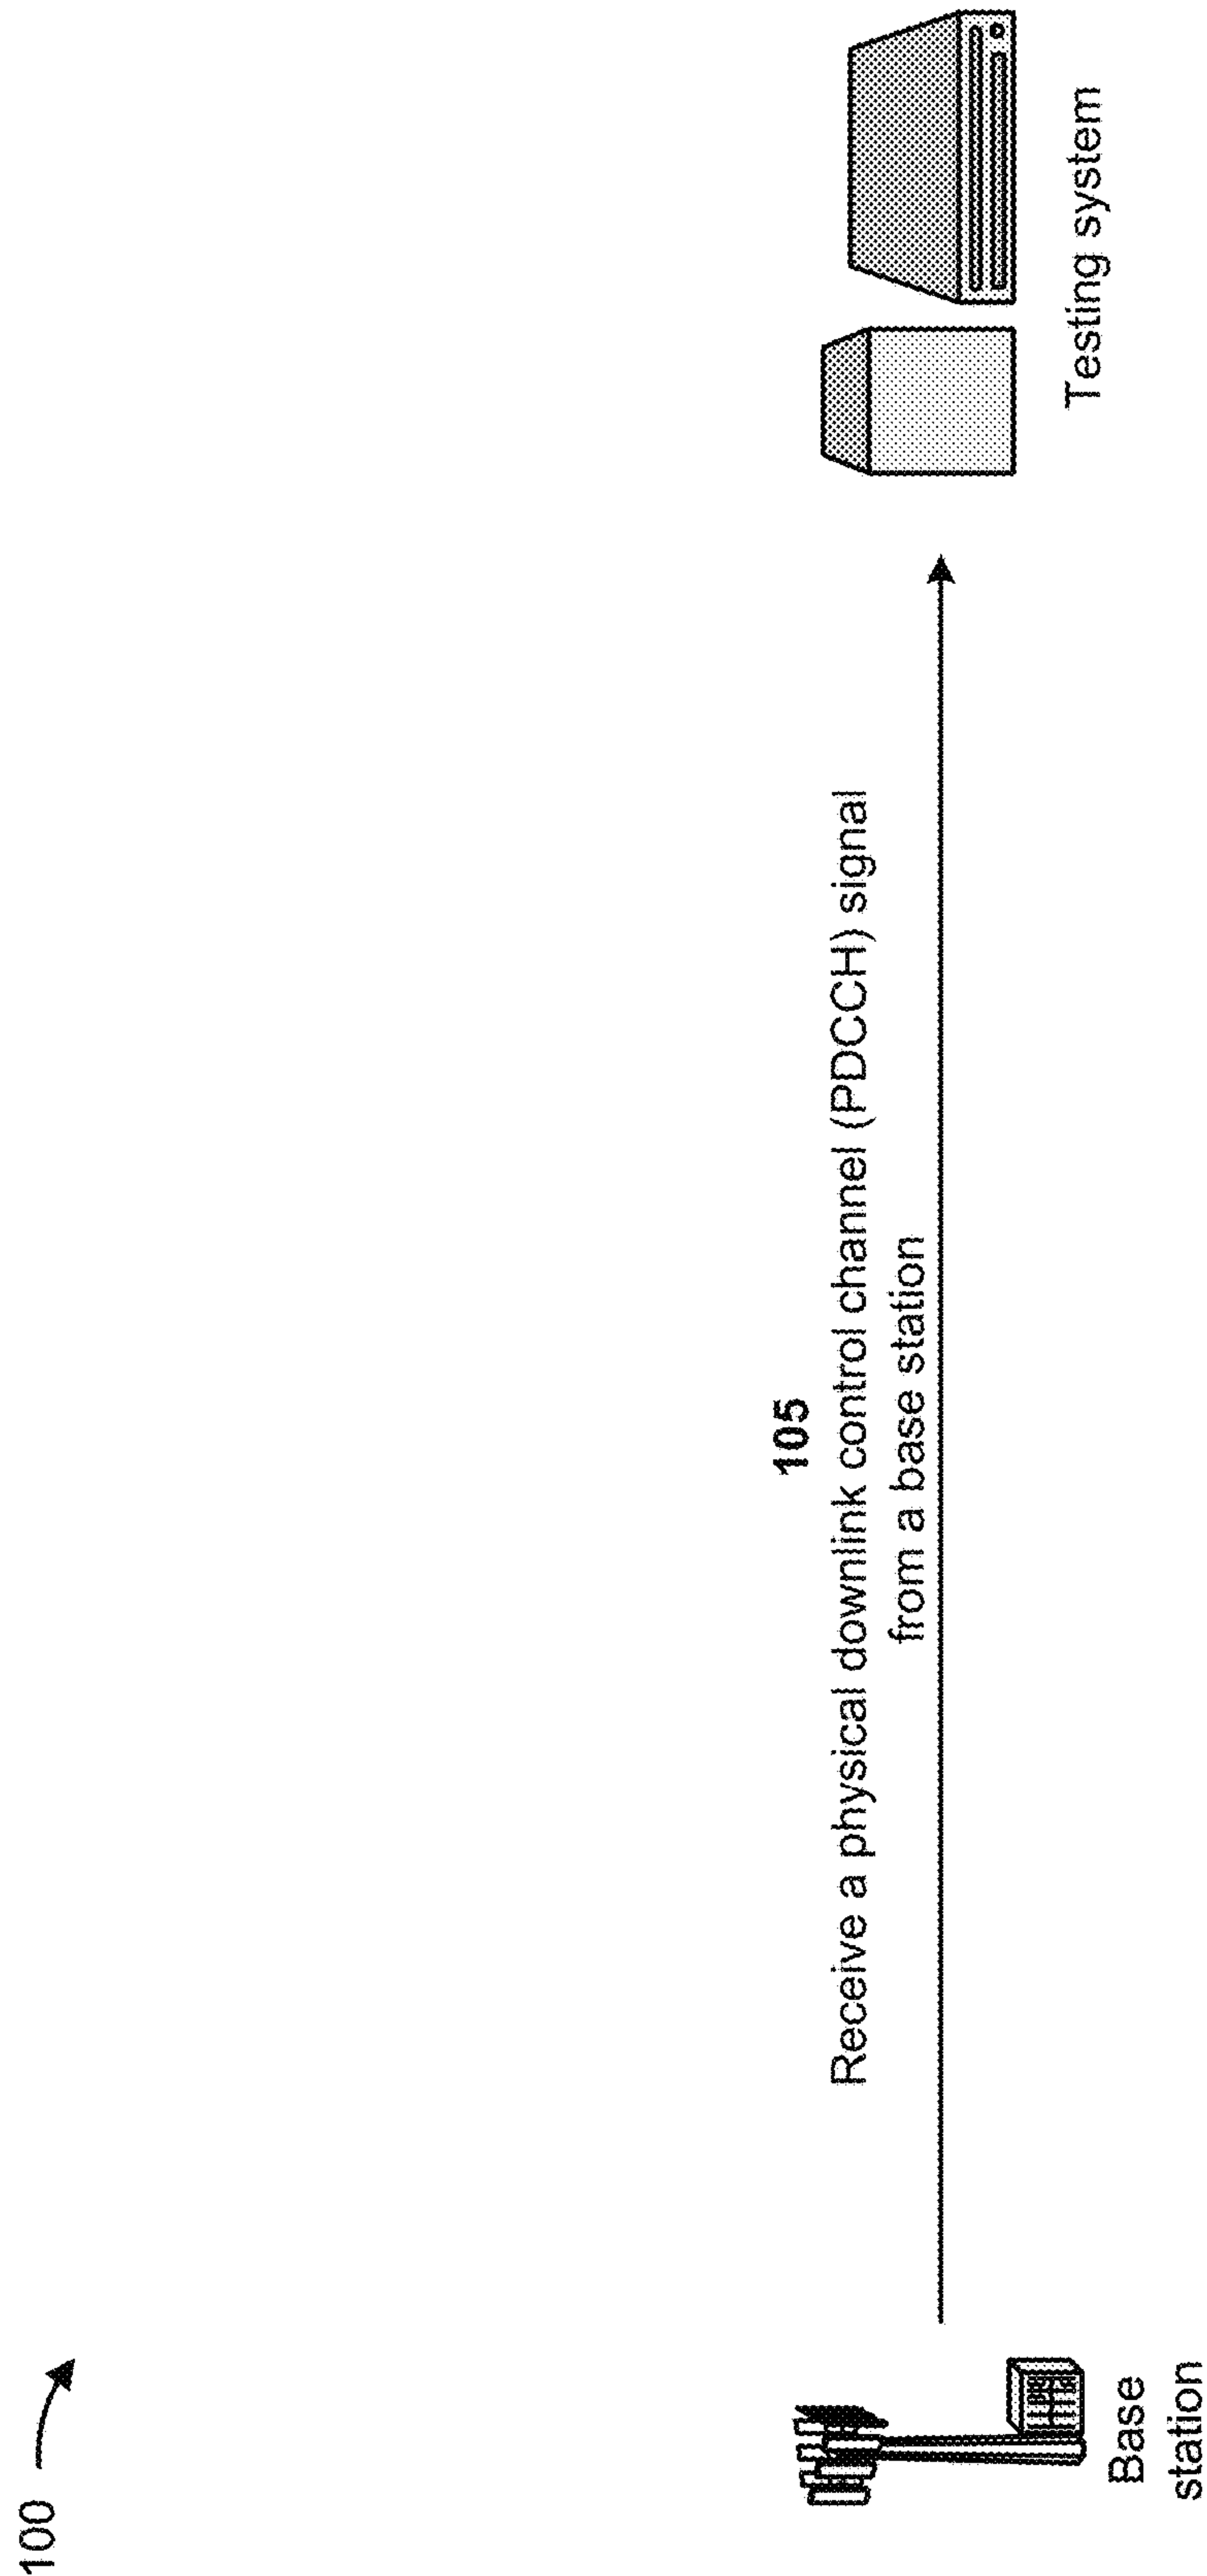 100
105
Receive a physical downlink control channel (PDCCH) signal
from a base station
Base
station
Testing system